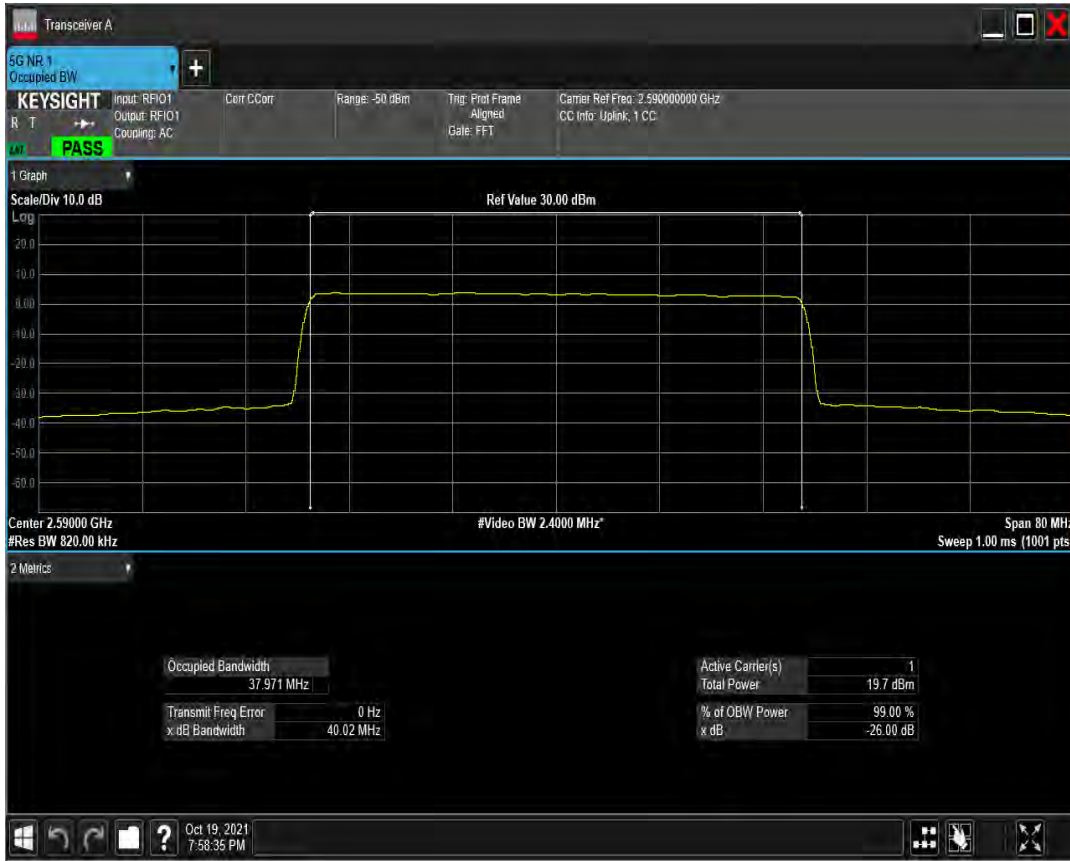 Transceiver A
5G NR 1
Occupied BW
+
KEYSIGHT
R T
PASS
Input: RFIO1
Output: RFIO1
Coupling: AC
Corr CCorr
Range: -50 dBm
Trig: Prot Frame
Aligned
Gate: FFT
Carrier Ref Freq: 2.590000000 GHz
CC Info: Uplink, 1 CC
1 Graph
Scale/Div 10.0 dB
Ref Value 30.00 dBm
Log
20.0
10.0
0.00
-10.0
-20.0
-30.0
-40.0
-50.0
-60.0
Center 2.59000 GHz
#Video BW 2.4000 MHz*
Span 80 MHz
#Res BW 820.00 kHz
Sweep 1.00 ms (1001 pts
2 Metrics
Occupied Bandwidth
37.971 MHz
Transmit Freq Error 0 Hz
x dB Bandwidth 40.02 MHz
Active Carrier(s) 1
Total Power 19.7 dBm
% of OBW Power 99.00 %
x dB -26.00 dB
?
Oct 19, 2021
7:58:35 PM